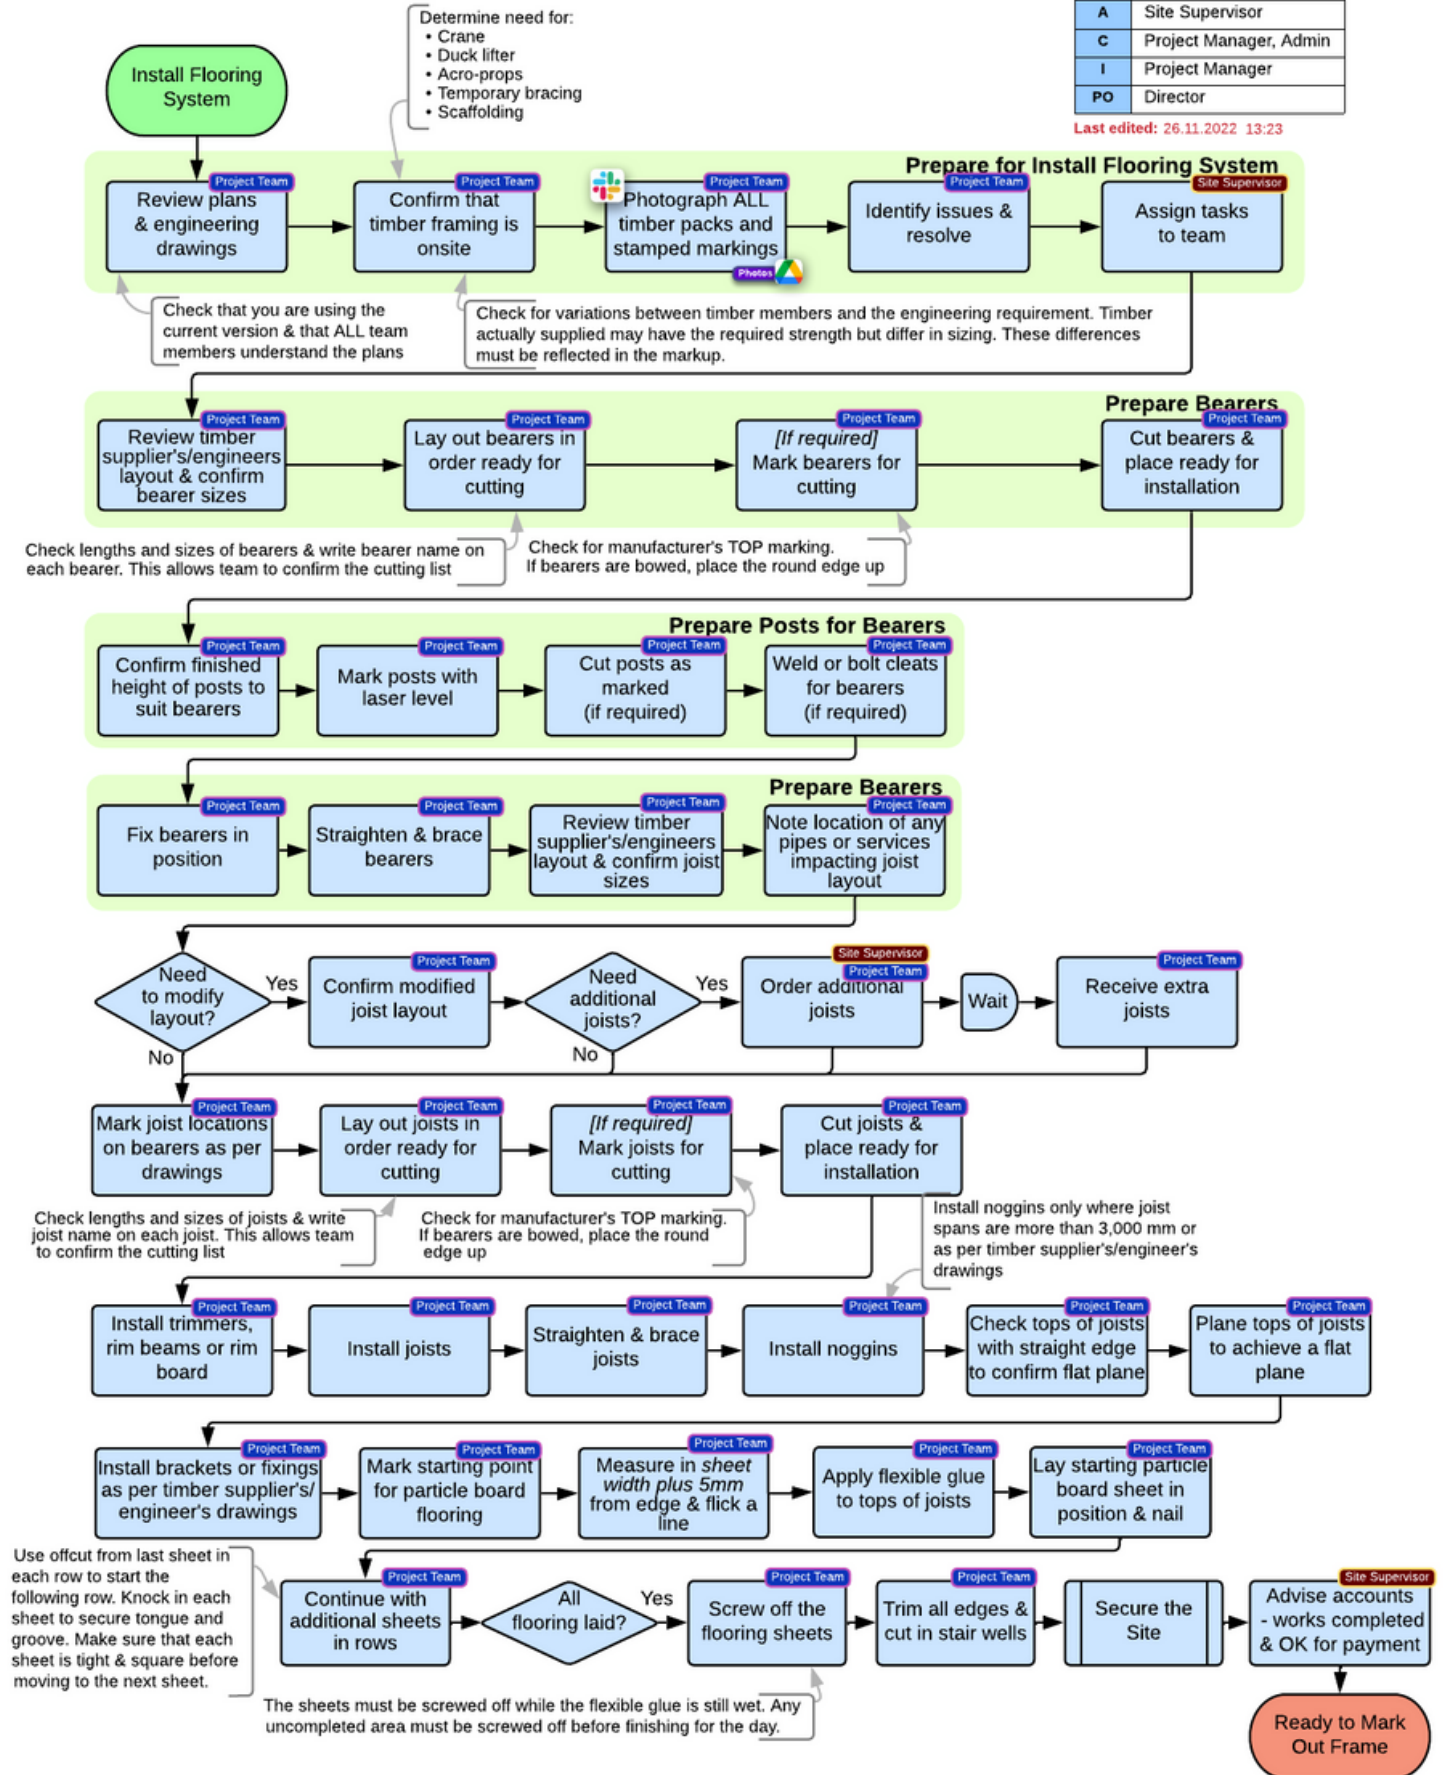 Determine need for:
• Crane
• Duck lifter
• Acro-props
• Temporary bracing
• Scaffolding
A Site Supervisor
C Project Manager, Admin
I Project Manager
PO Director
Last edited: 26.11.2022 13:23
Install Flooring
System
Prepare for Install Flooring System
Project Team
Review plans
& engineering
drawings
Project Team
Confirm that
timber framing is
onsite
Project Team
Photograph ALL
timber packs and
stamped markings
Photos
Project Team
Identify issues &
resolve
Site Supervisor
Assign tasks
to team
Check that you are using the
current version & that ALL team
members understand the plans
Check for variations between timber members and the engineering requirement. Timber
actually supplied may have the required strength but differ in sizing. These differences
must be reflected in the markup.
Prepare Bearers
Project Team
Review timber
supplier's/engineers
layout & confirm
bearer sizes
Project Team
Lay out bearers in
order ready for
cutting
Project Team
[If required]
Mark bearers for
cutting
Project Team
Cut bearers &
place ready for
installation
Check lengths and sizes of bearers & write bearer name on
each bearer. This allows team to confirm the cutting list
Check for manufacturer's TOP marking.
If bearers are bowed, place the round edge up
Prepare Posts for Bearers
Project Team
Confirm finished
height of posts to
suit bearers
Project Team
Mark posts with
laser level
Project Team
Cut posts as
marked
(if required)
Project Team
Weld or bolt cleats
for bearers
(if required)
Prepare Bearers
Project Team
Fix bearers in
position
Project Team
Straighten & brace
bearers
Project Team
Review timber
supplier's/engineers
layout & confirm joist
sizes
Project Team
Note location of any
pipes or services
impacting joist
layout
Need
to modify
layout?
Yes
No
Project Team
Confirm modified
joist layout
Need
additional
joists?
Yes
No
Site Supervisor
Project Team
Order additional
joists
Wait
Project Team
Receive extra
joists
Project Team
Mark joist locations
on bearers as per
drawings
Project Team
Lay out joists in
order ready for
cutting
Project Team
[If required]
Mark joists for
cutting
Project Team
Cut joists &
place ready for
installation
Check lengths and sizes of joists & write
joist name on each joist. This allows team
to confirm the cutting list
Check for manufacturer's TOP marking.
If bearers are bowed, place the round
edge up
Install noggins only where joist
spans are more than 3,000 mm or
as per timber supplier's/engineer's
drawings
Project Team
Install trimmers,
rim beams or rim
board
Project Team
Install joists
Project Team
Straighten & brace
joists
Project Team
Install noggins
Project Team
Check tops of joists
with straight edge
to confirm flat plane
Project Team
Plane tops of joists
to achieve a flat
plane
Project Team
Install brackets or fixings
as per timber supplier's/
engineer's drawings
Project Team
Mark starting point
for particle board
flooring
Project Team
Measure in sheet
width plus 5mm
from edge & flick a
line
Project Team
Apply flexible glue
to tops of joists
Project Team
Lay starting particle
board sheet in
position & nail
Use offcut from last sheet in
each row to start the
following row. Knock in each
sheet to secure tongue and
groove. Make sure that each
sheet is tight & square before
moving to the next sheet.
Project Team
Continue with
additional sheets
in rows
All
flooring laid?
Yes
Project Team
Screw off the
flooring sheets
Project Team
Trim all edges &
cut in stair wells
Secure the
Site
Site Supervisor
Advise accounts
- works completed
& OK for payment
The sheets must be screwed off while the flexible glue is still wet. Any
uncompleted area must be screwed off before finishing for the day.
Ready to Mark
Out Frame